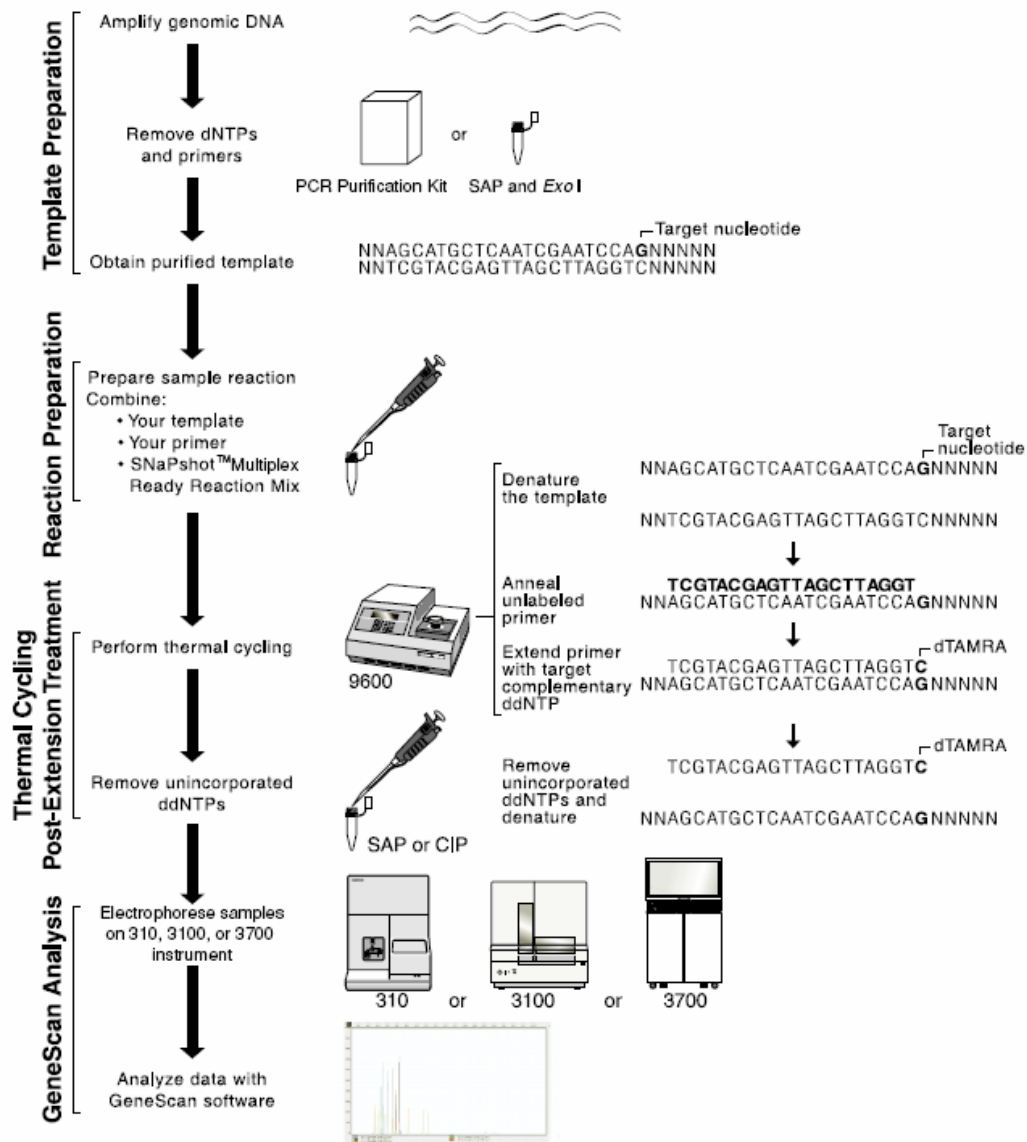 Template Preparation
Amplify genomic DNA
Remove dNTPs
and primers
PCR Purification Kit
or
SAP and Exo I
Obtain purified template
Target nucleotide
NNAGCATGCTCAATCGAATCCAGNNNNN
NNTCGTACGAGTTAGCTTAGGTCNNNNN
Reaction Preparation
Prepare sample reaction
Combine:
• Your template
• Your primer
• SNaPshot™Multiplex
Ready Reaction Mix
Thermal Cycling
Post-Extension Treatment
Perform thermal cycling
9600
Denature
the template
Target
nucleotide
NNAGCATGCTCAATCGAATCCAGNNNNN
NNTCGTACGAGTTAGCTTAGGTCNNNNN
Anneal
unlabeled
primer
TCGTACGAGTTAGCTTAGGT
NNAGCATGCTCAATCGAATCCAGNNNNN
Extend primer
with target
complementary
ddNTP
dTAMRA
TCGTACGAGTTAGCTTAGGTC
NNAGCATGCTCAATCGAATCCAGNNNNN
Remove unincorporated
ddNTPs
SAP or CIP
Remove
unincorporated
ddNTPs and
denature
dTAMRA
TCGTACGAGTTAGCTTAGGTC
NNAGCATGCTCAATCGAATCCAGNNNNN
GeneScan Analysis
Electrophorese samples
on 310, 3100, or 3700
instrument
310 or 3100 or 3700
Analyze data with
GeneScan software